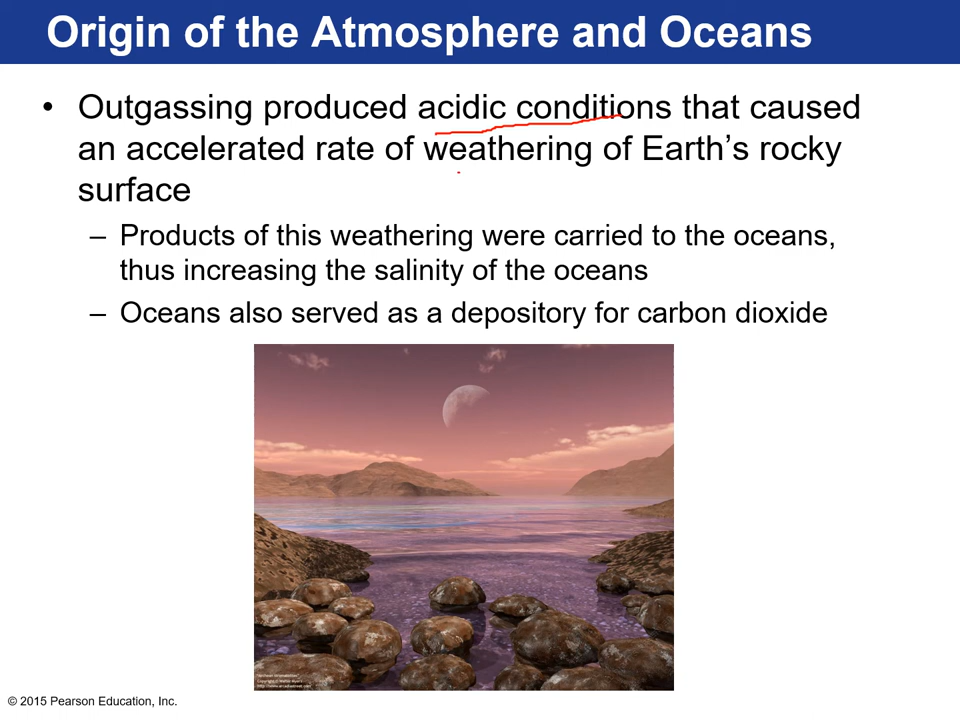 Origin of the Atmosphere and Oceans
• Outgassing produced acidic conditions that caused
an accelerated rate of weathering of Earth’s rocky
surface
– Products of this weathering were carried to the oceans,
thus increasing the salinity of the oceans
– Oceans also served as a depository for carbon dioxide
© 2015 Pearson Education, Inc.